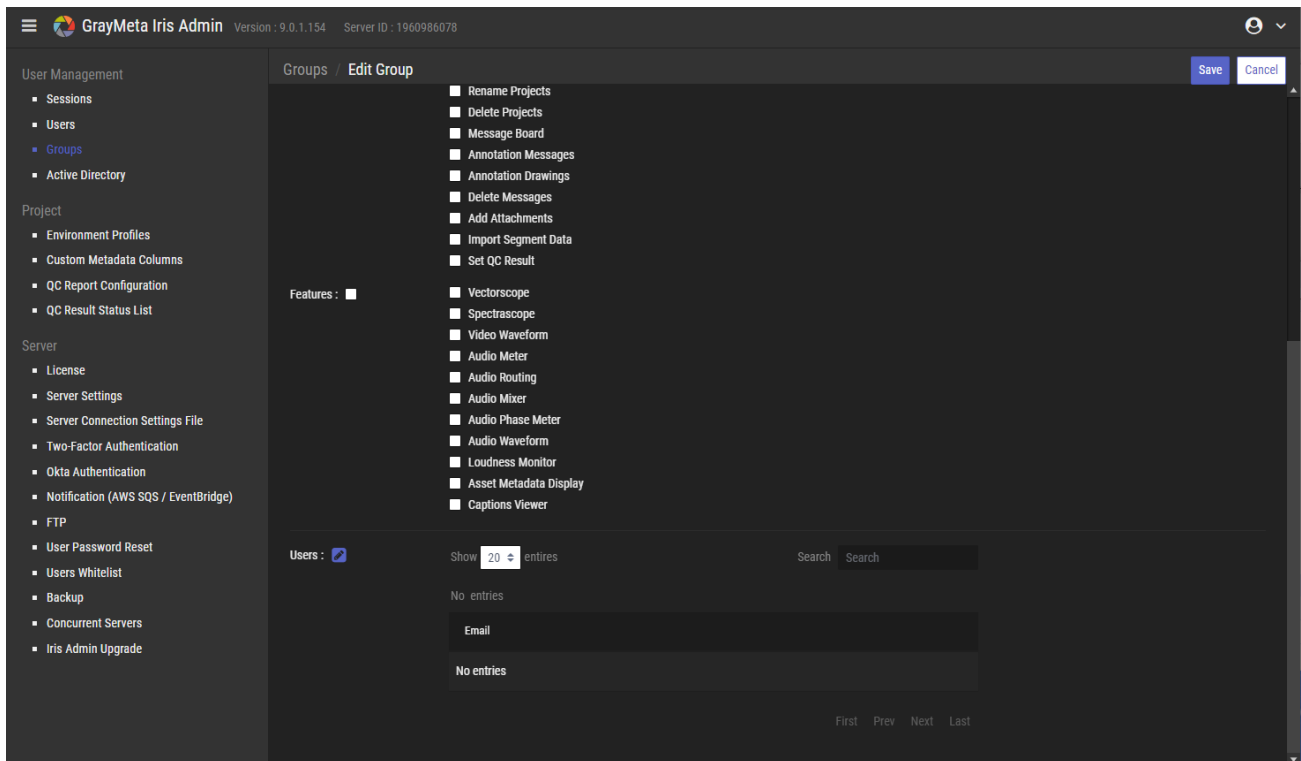 GrayMeta Iris Admin Version : 9.0.1.154 Server ID : 1960986078
User Management
Sessions
Users
Groups
Active Directory
Project
Environment Profiles
Custom Metadata Columns
QC Report Configuration
QC Result Status List
Server
License
Server Settings
Server Connection Settings File
Two-Factor Authentication
Okta Authentication
Notification (AWS SQS / EventBridge)
FTP
User Password Reset
Users Whitelist
Backup
Concurrent Servers
Iris Admin Upgrade
Groups / Edit Group
Save Cancel
Rename Projects
Delete Projects
Message Board
Annotation Messages
Annotation Drawings
Delete Messages
Add Attachments
Import Segment Data
Set QC Result
Features :
Vectorscope
Spectrascope
Video Waveform
Audio Meter
Audio Routing
Audio Mixer
Audio Phase Meter
Audio Waveform
Loudness Monitor
Asset Metadata Display
Captions Viewer
Users : Show 20 entires Search Search
No entries
Email
No entries
First Prev Next Last